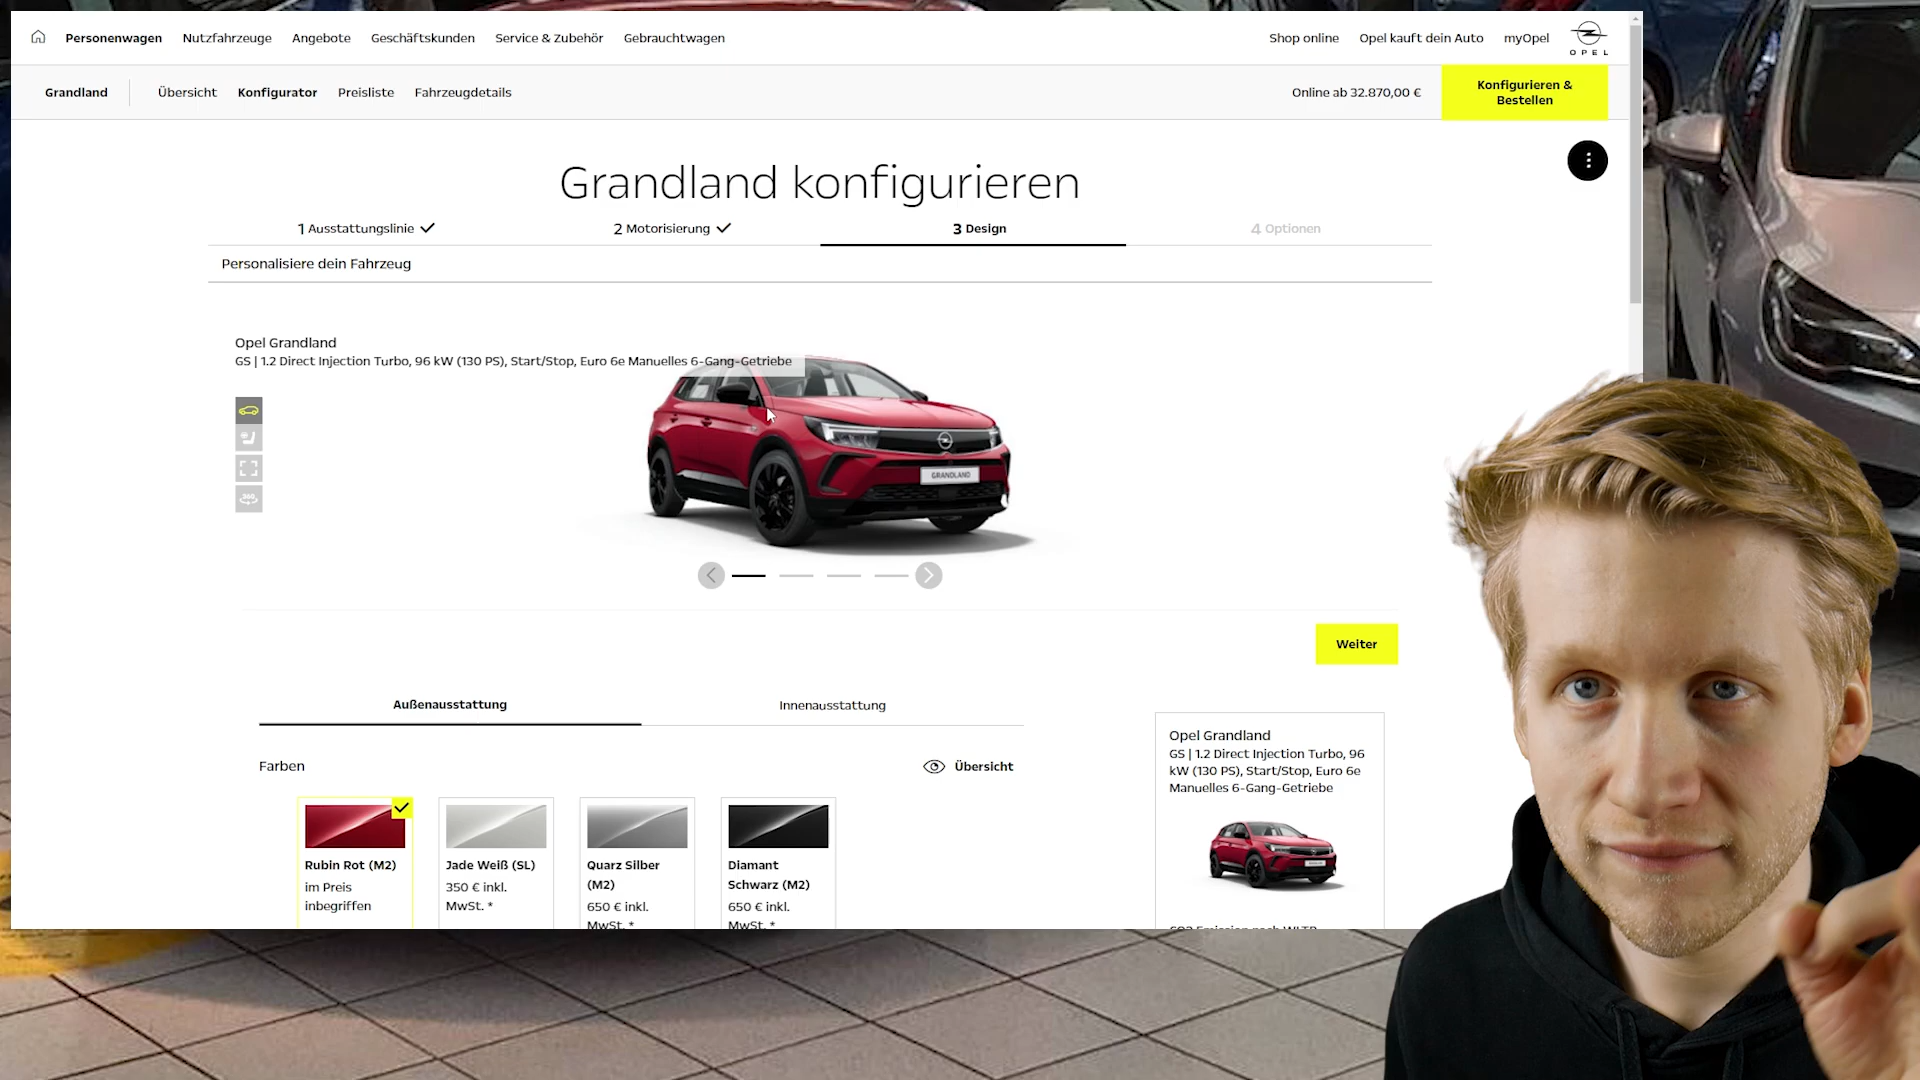 Personenwagen Nutzfahrzeuge Angebote Geschäftskunden Service & Zubehör Gebrauchtwagen
Shop online Opel kauft dein Auto myOpel
OPEL
Grandland Übersicht Konfigurator Preisliste Fahrzeugdetails
Online ab 32.870,00 €
Konfigurieren &
Bestellen
Grandland konfigurieren
1 Ausstattungslinie
2 Motorisierung
3 Design
4 Optionen
Personalisiere dein Fahrzeug
Opel Grandland
GS | 1.2 Direct Injection Turbo, 96 kW (130 PS), Start/Stop, Euro 6e Manuelles 6-Gang-Getriebe
360
GRANDLAND
Weiter
Außenausstattung
Innenausstattung
Farben
Übersicht
Rubin Rot (M2)
im Preis
inbegriffen
Jade Weiß (SL)
350 € inkl.
MwSt. *
Quarz Silber
(M2)
650 € inkl.
MwSt. *
Diamant
Schwarz (M2)
650 € inkl.
MwSt. *
Opel Grandland
GS | 1.2 Direct Injection Turbo, 96
kW (130 PS), Start/Stop, Euro 6e
Manuelles 6-Gang-Getriebe
CO2 Emission nach WLTP